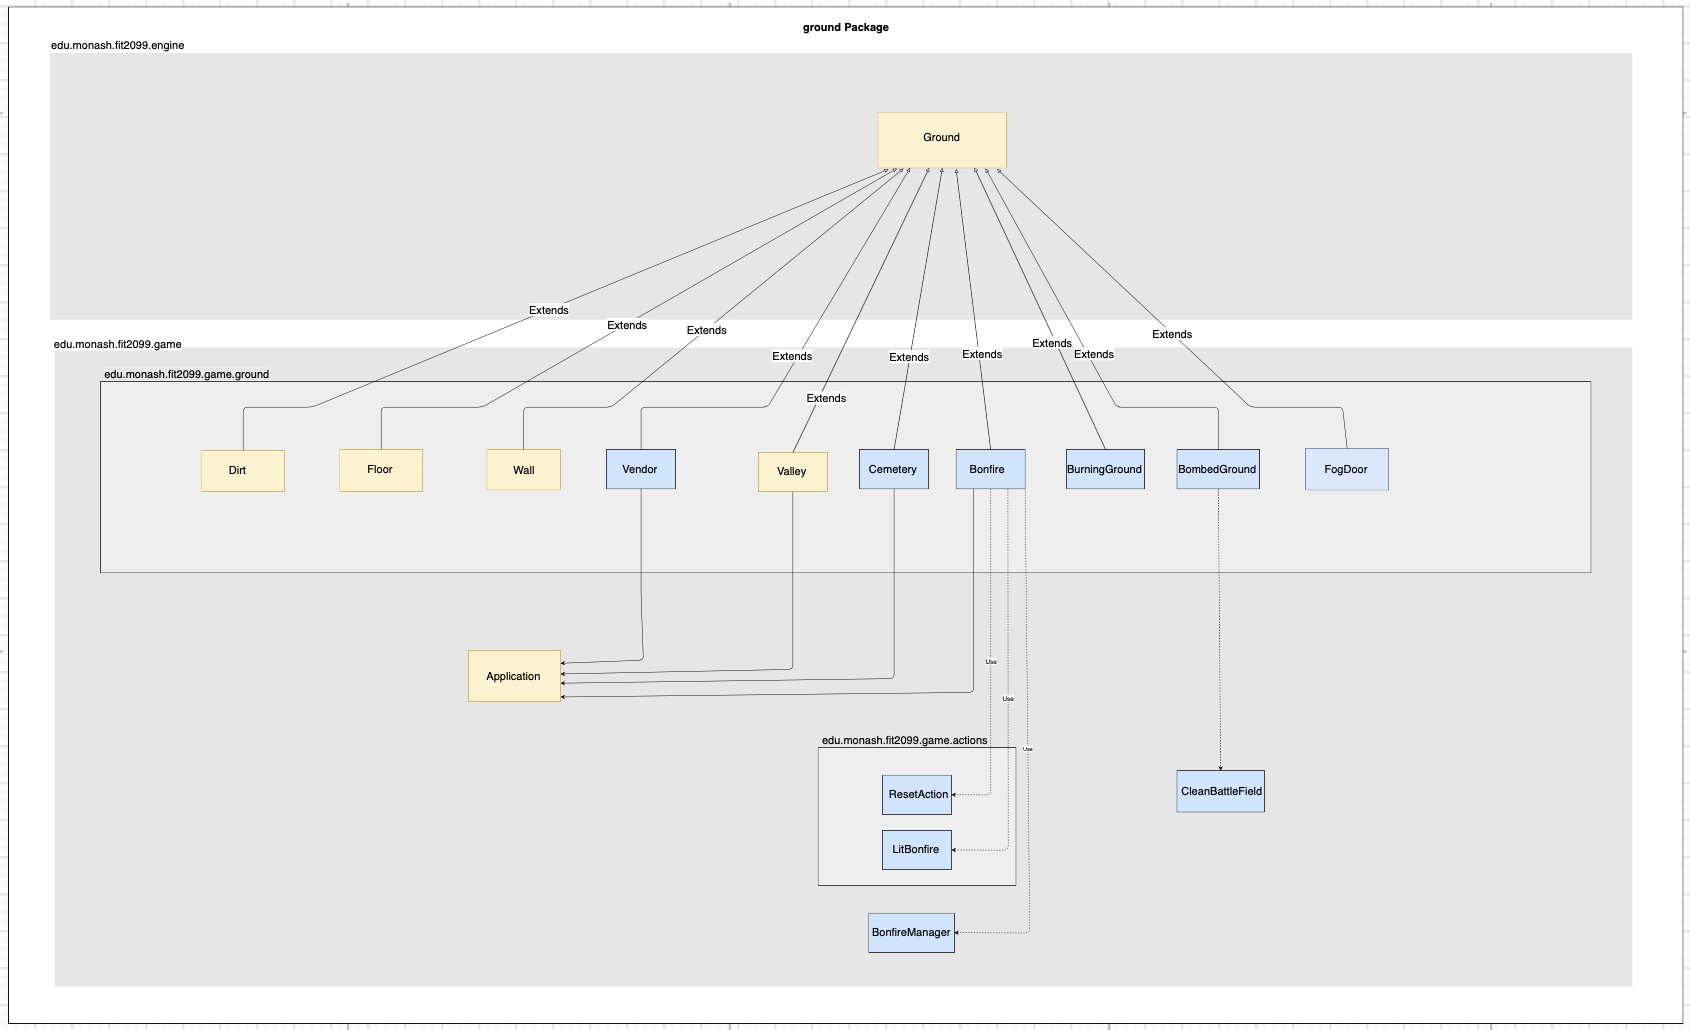 ground Package
edu.monash.fit2099.engine
Ground
Extends
Extends
Extends
Extends
Extends
Extends
Extends
Extends
Extends
Extends
edu.monash.fit2099.game
edu.monash.fit2099.game.ground
Dirt
Floor
Wall
Vendor
Valley
Cemetery
Bonfire
BurningGround
BombedGround
FogDoor
Application
Use
Use
Use
edu.monash.fit2099.game.actions
ResetAction
CleanBattleField
LitBonfire
BonfireManager